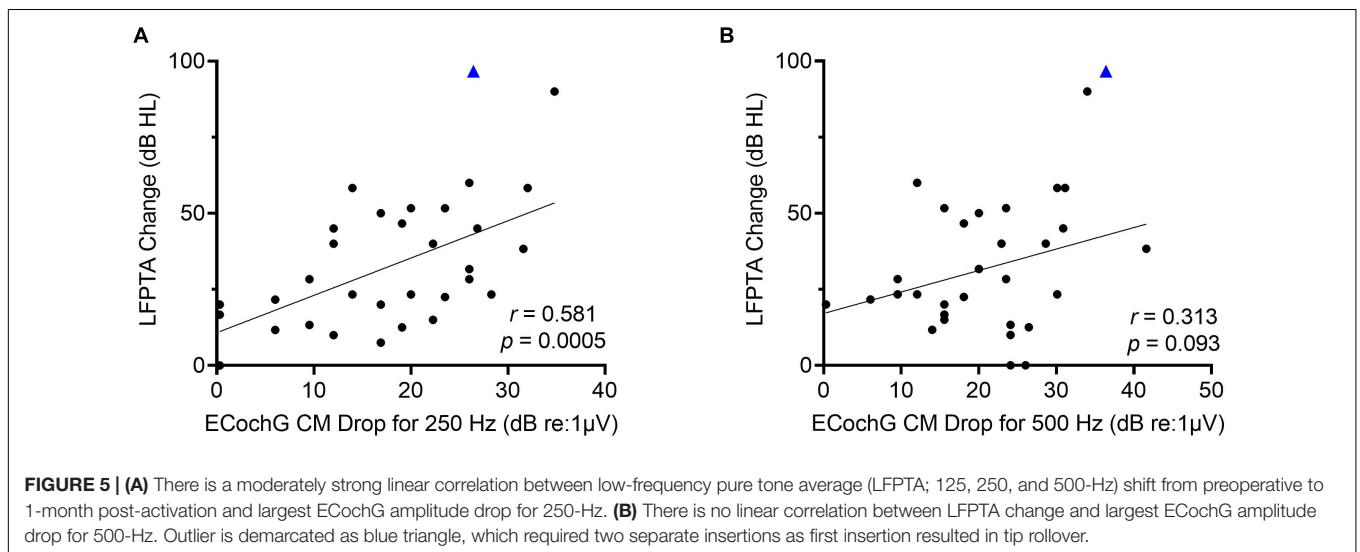 A
B
100
50
0
LFPTA Change (dB HL)
r = 0.581
p = 0.0005
0 10 20 30 40
ECochG CM Drop for 250 Hz (dB re:1µV)
100
50
0
LFPTA Change (dB HL)
r = 0.313
p = 0.093
0 10 20 30 40 50
ECochG CM Drop for 500 Hz (dB re:1µV)
FIGURE 5 | (A) There is a moderately strong linear correlation between low-frequency pure tone average (LFPTA; 125, 250, and 500-Hz) shift from preoperative to
1-month post-activation and largest ECochG amplitude drop for 250-Hz. (B) There is no linear correlation between LFPTA change and largest ECochG amplitude
drop for 500-Hz. Outlier is demarcated as blue triangle, which required two separate insertions as first insertion resulted in tip rollover.